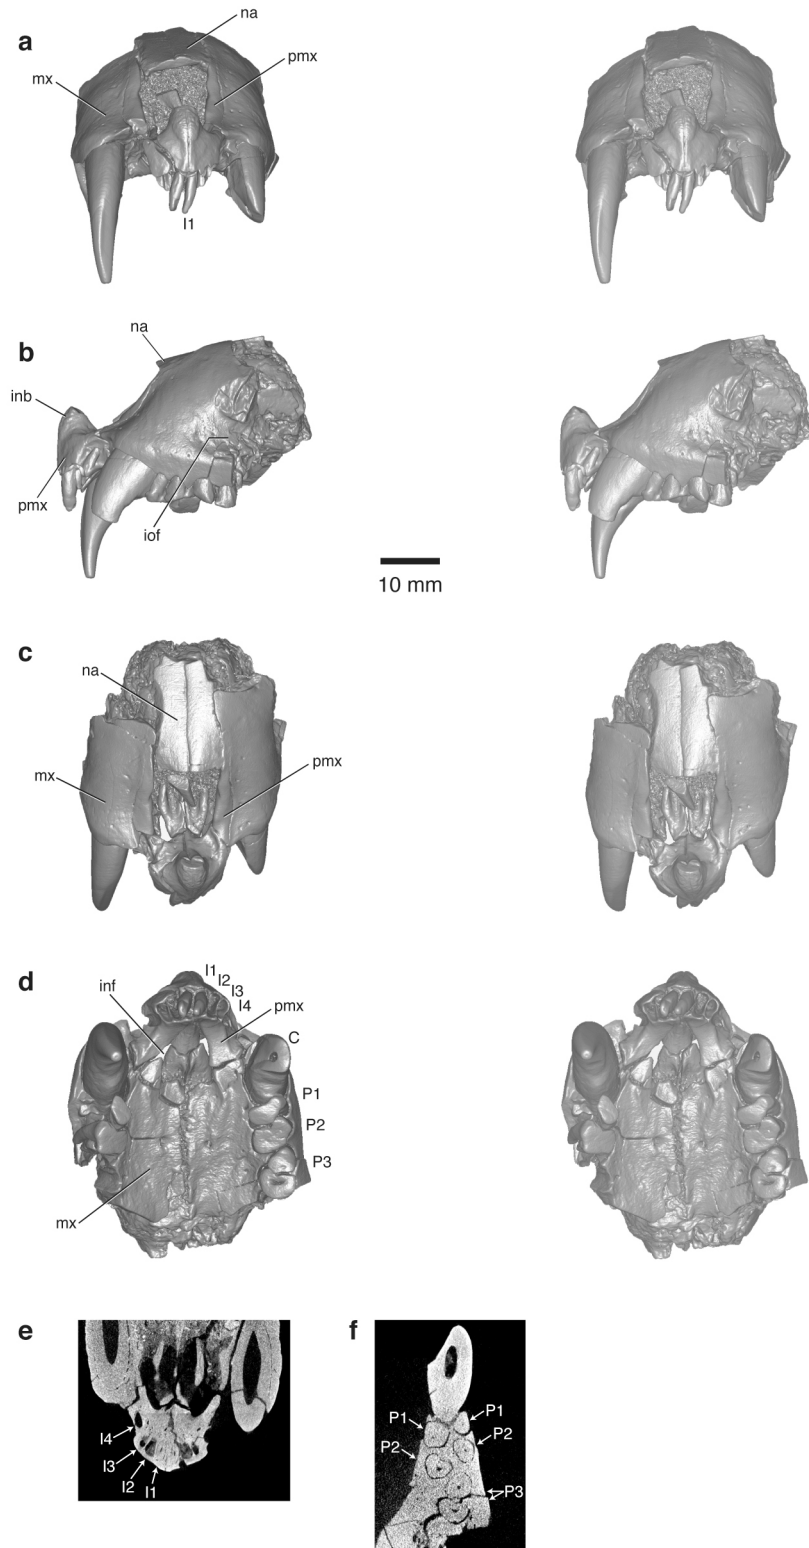 a
na
mx
pmx
I1
b
na
inb
pmx
iof
10 mm
c
na
mx
pmx
d
inf
I1
I2
I3
I4
pmx
C
P1
P2
P3
mx
e
I4
I3
I2
I1
f
P1
P1
P2
P2
P3